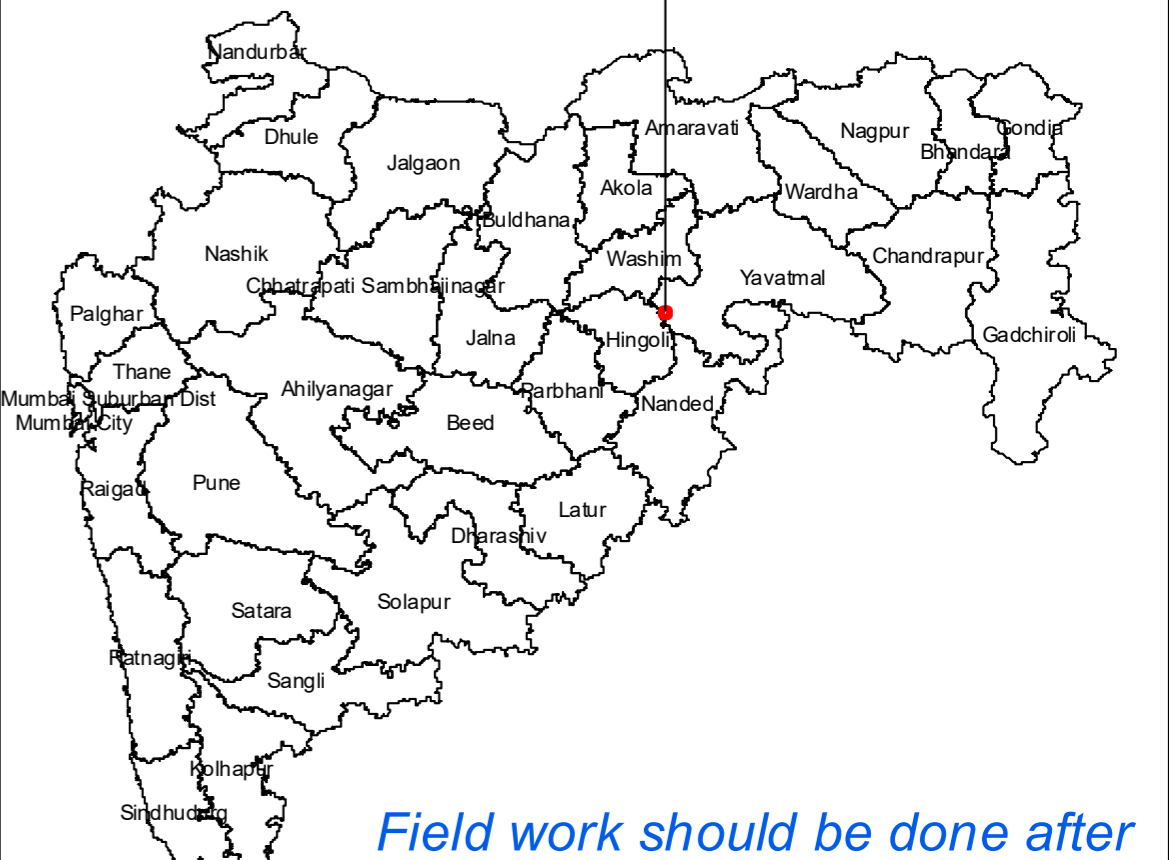 Nandurbar
Dhule
Jalgaon
Amaravati
Nagpur
Gondia
Bhandara
Akola
Wardha
Buldhana
Nashik
Washim
Chandrapur
Yavatmal
Chhatrapati Sambhajinagar
Palghar
Jalna
Hingoli
Gadchiroli
Thane
Ahilyanagar
Parbhani
Mumbai Suburban Dist
Nanded
Mumbai City
Beed
Raigad
Pune
Latur
Dharashiv
Satara
Solapur
Ratnagiri
Sangli
Kolhapur
Sindhudurg
Field work should be done after